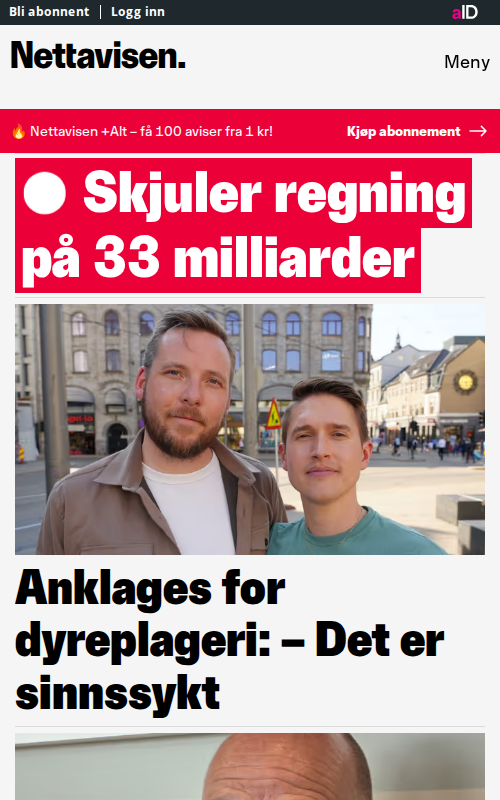 Bli abonnent | Logg inn
aID
Nettavisen.
Meny
🔥 Nettavisen +Alt – få 100 aviser fra 1 kr!
Kjøp abonnement →
Skjuler regning
på 33 milliarder
Anklages for
dyreplageri: – Det er
sinnssykt